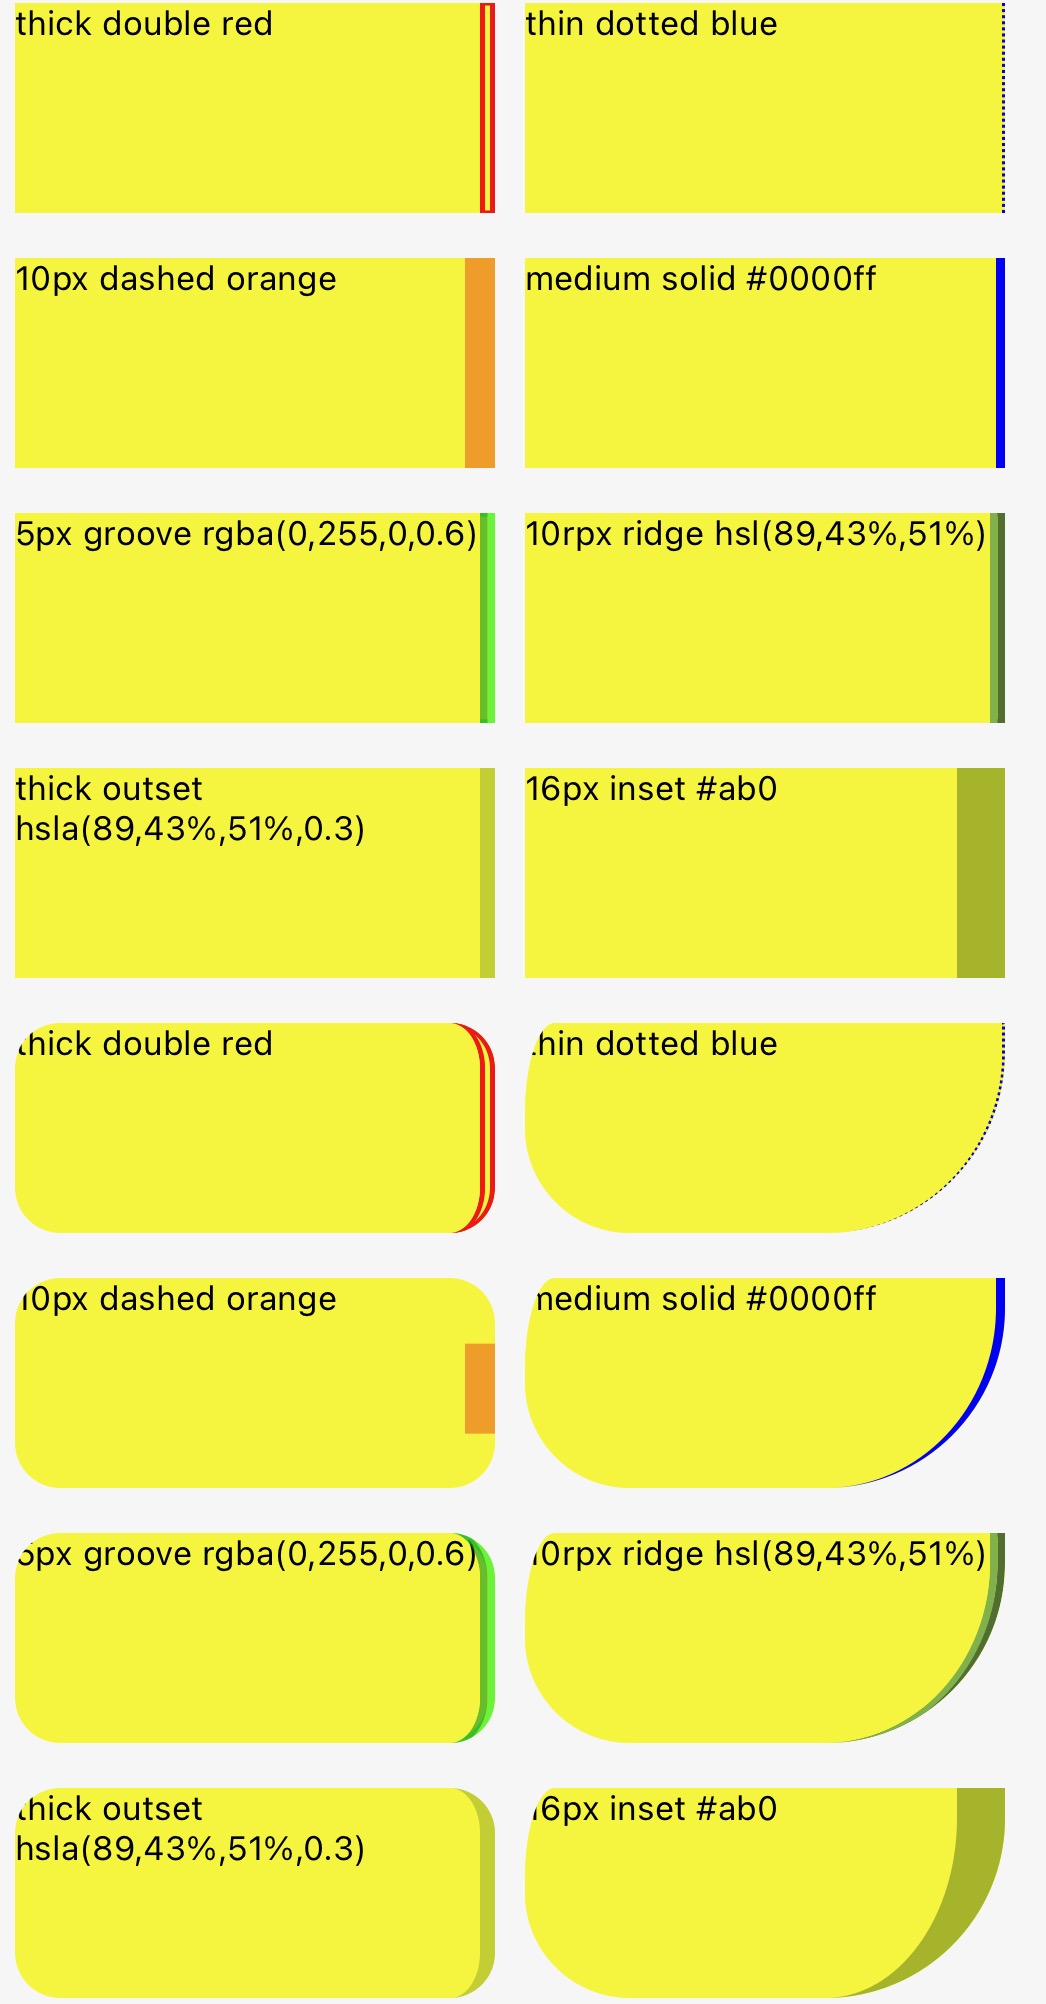 thick double red
thin dotted blue
10px dashed orange
medium solid #0000ff
5px groove rgba(0,255,0,0.6)
10rpx ridge hsl(89,43%,51%)
thick outset
hsla(89,43%,51%,0.3)
16px inset #ab0
thick double red
thin dotted blue
10px dashed orange
medium solid #0000ff
5px groove rgba(0,255,0,0.6)
10rpx ridge hsl(89,43%,51%)
thick outset
hsla(89,43%,51%,0.3)
16px inset #ab0